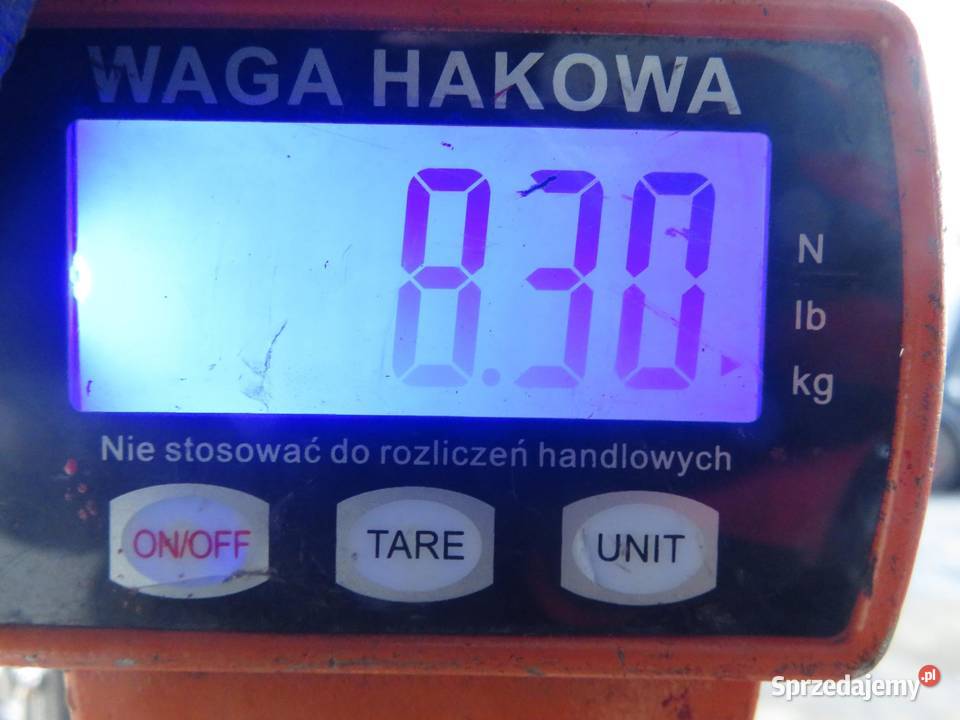 WAGA HAKOWA
8.30
N
lb
kg
Nie stosować do rozliczeń handlowych
ON/OFF TARE UNIT
Sprzedajemy.pl